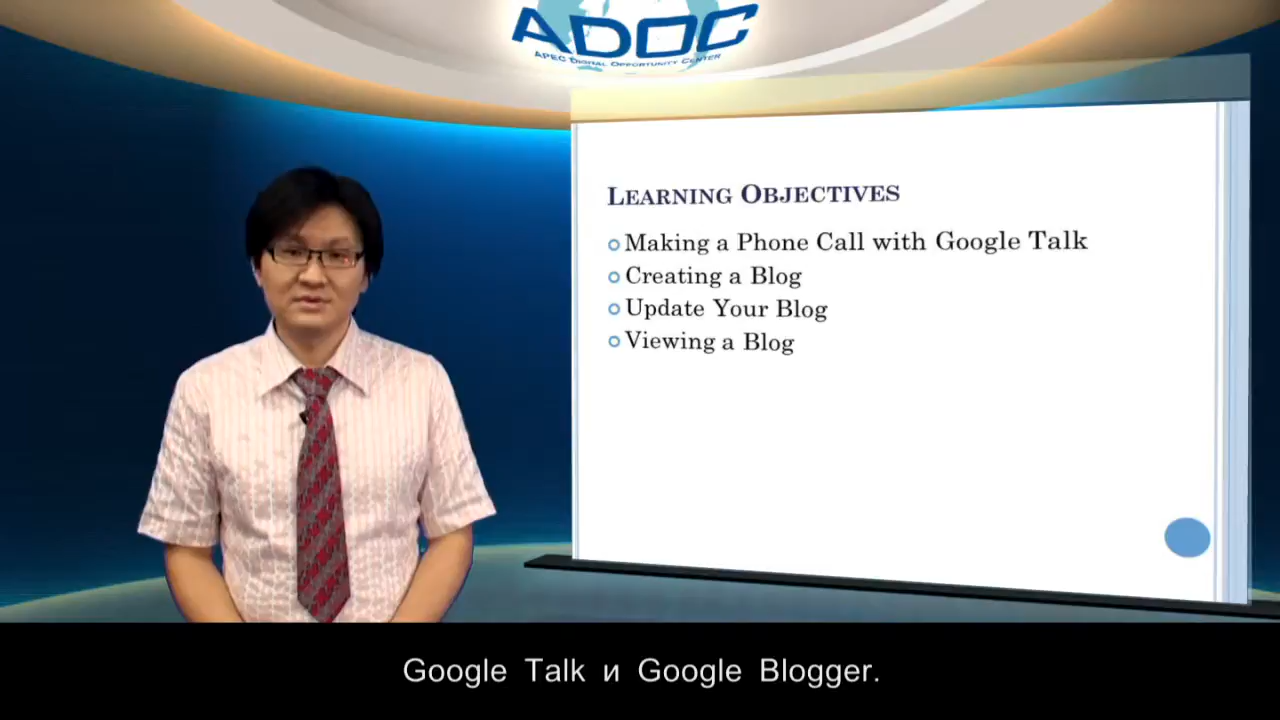 ADOC
APEC DIGITAL OPPORTUNITY CENTER
LEARNING OBJECTIVES
Making a Phone Call with Google Talk
Creating a Blog
Update Your Blog
Viewing a Blog
Google Talk и Google Blogger.